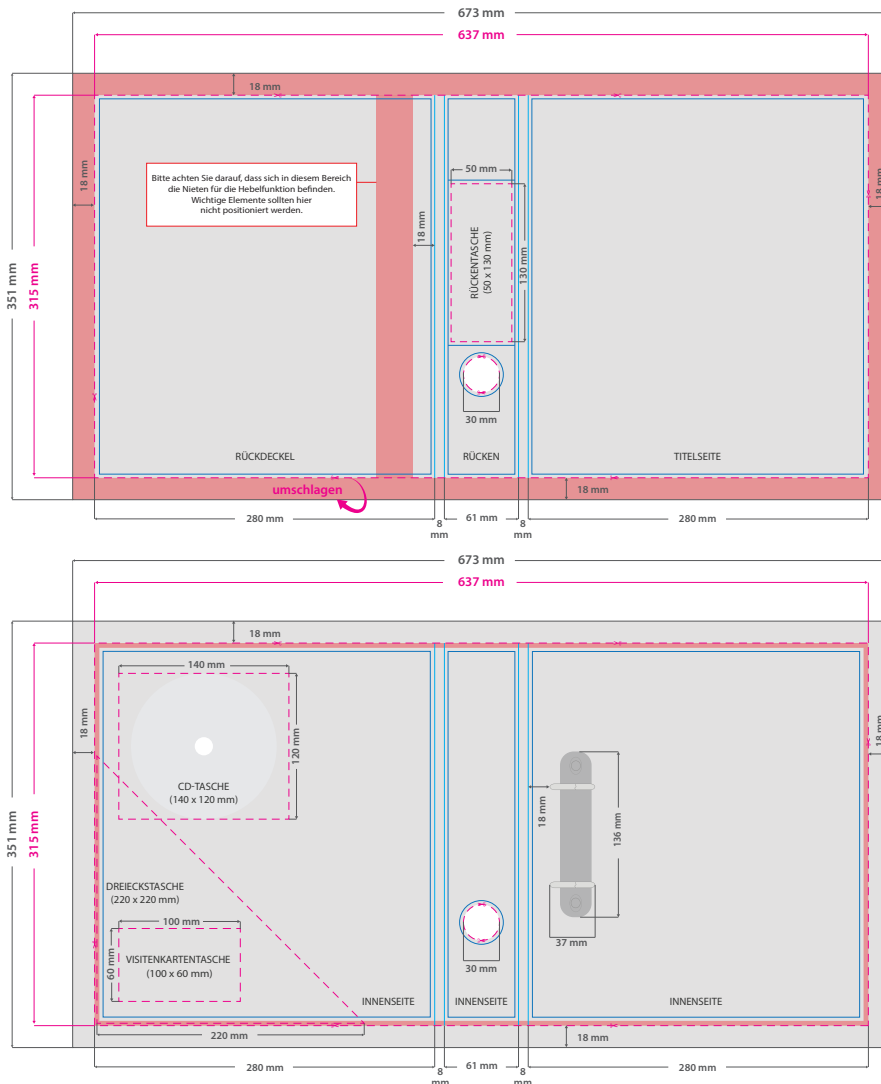 673 mm
637 mm
18 mm
18 mm
18 mm
351 mm
315 mm
Bitte achten Sie darauf, dass sich in diesem Bereich
die Nieten für die Hebelfunktion befinden.
Wichtige Elemente sollten hier
nicht positioniert werden.
18 mm
50 mm
RÜCKENTASCHE
(50 x 130 mm)
130 mm
30 mm
RÜCKDECKEL
RÜCKEN
TITELSEITE
umschlagen
18 mm
280 mm
8
mm
61 mm
8
mm
280 mm
673 mm
637 mm
18 mm
18 mm
18 mm
351 mm
315 mm
140 mm
120 mm
CD-TASCHE
(140 x 120 mm)
18 mm
136 mm
37 mm
DREIECKSTASCHE
(220 x 220 mm)
100 mm
60 mm
VISITENKARTENTASCHE
(100 x 60 mm)
30 mm
INNENSEITE
INNENSEITE
INNENSEITE
220 mm
18 mm
280 mm
8
mm
61 mm
8
mm
280 mm